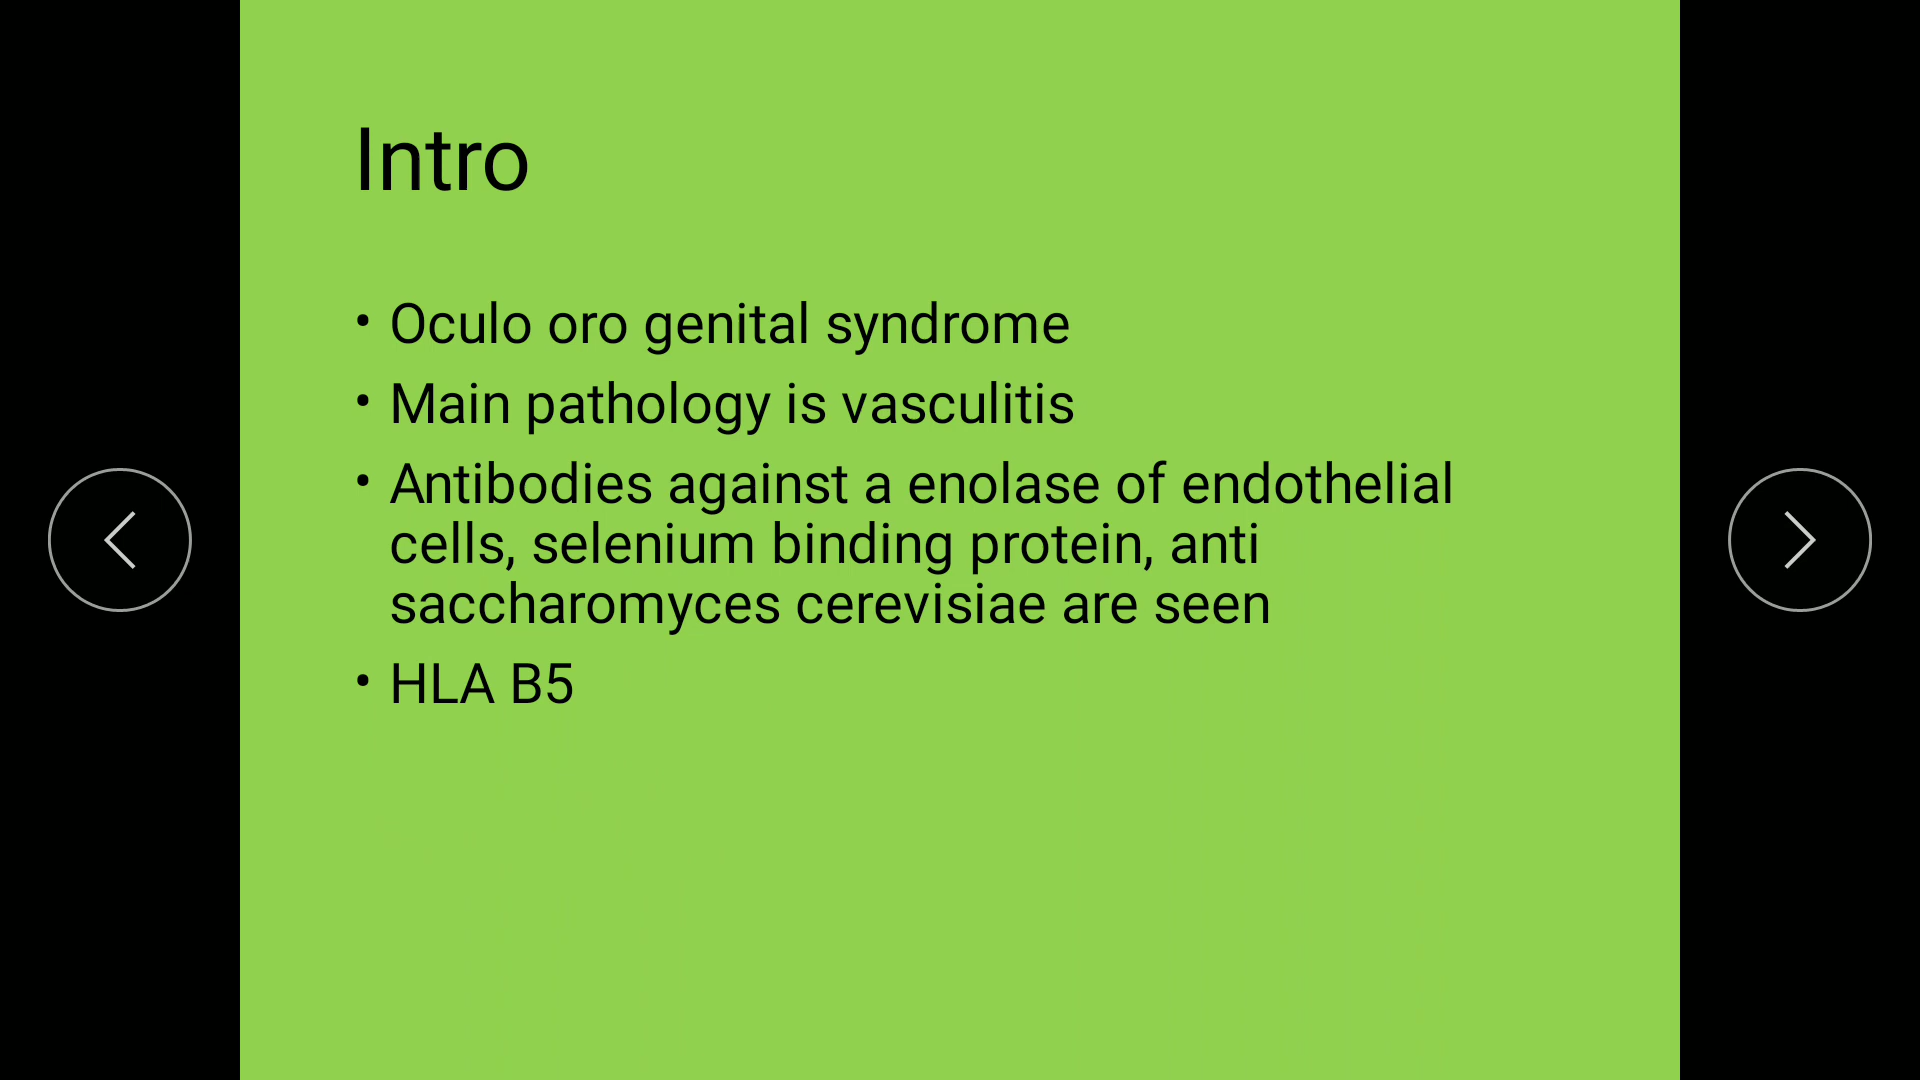 Intro
• Oculo oro genital syndrome
• Main pathology is vasculitis
• Antibodies against a enolase of endothelial
cells, selenium binding protein, anti
saccharomyces cerevisiae are seen
• HLA B5